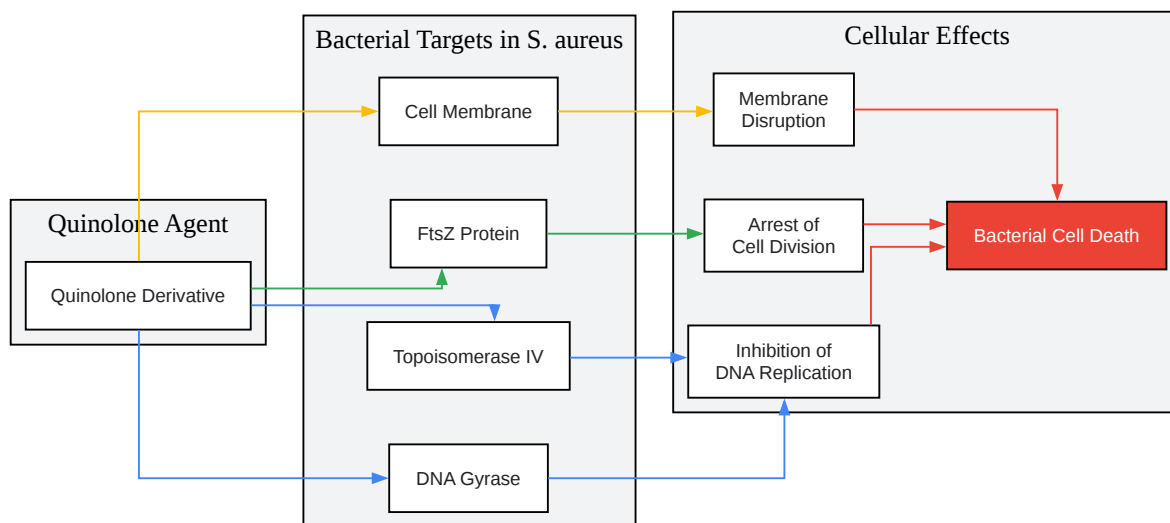 Quinolone Agent
Quinolone Derivative
Bacterial Targets in S. aureus
Cell Membrane
FtsZ Protein
Topoisomerase IV
DNA Gyrase
Cellular Effects
Membrane
Disruption
Arrest of
Cell Division
Inhibition of
DNA Replication
Bacterial Cell Death